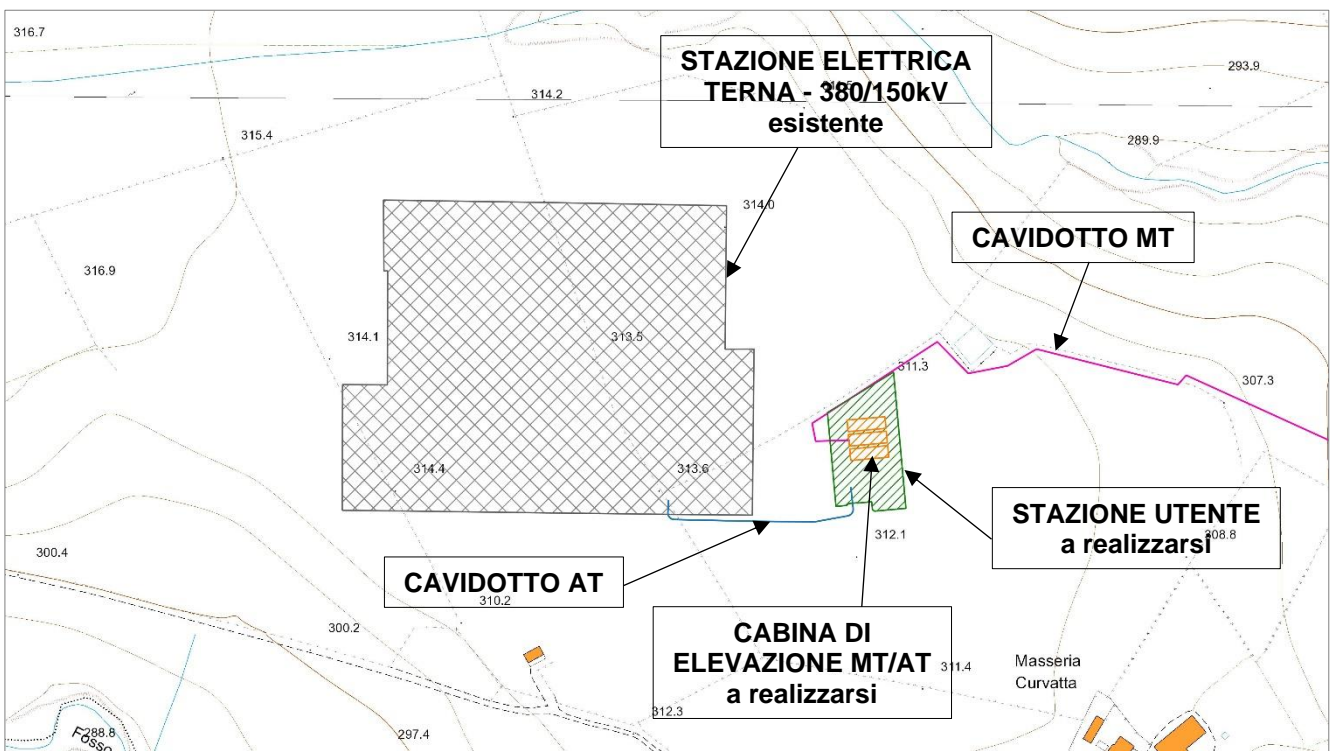 316.7
STAZIONE ELETTRICA
TERNA - 380/150kV
esistente
293.9
314.2
315.4
289.9
314.0
CAVIDOTTO MT
316.9
314.1
313.5
311.3
307.3
314.4
313.6
STAZIONE UTENTE
a realizzarsi
308.8
312.1
300.4
CAVIDOTTO AT
310.2
300.2
CABINA DI
ELEVAZIONE MT/AT
a realizzarsi
311.4
Masseria
Curvatta
312.3
288.8
Fosso
297.4